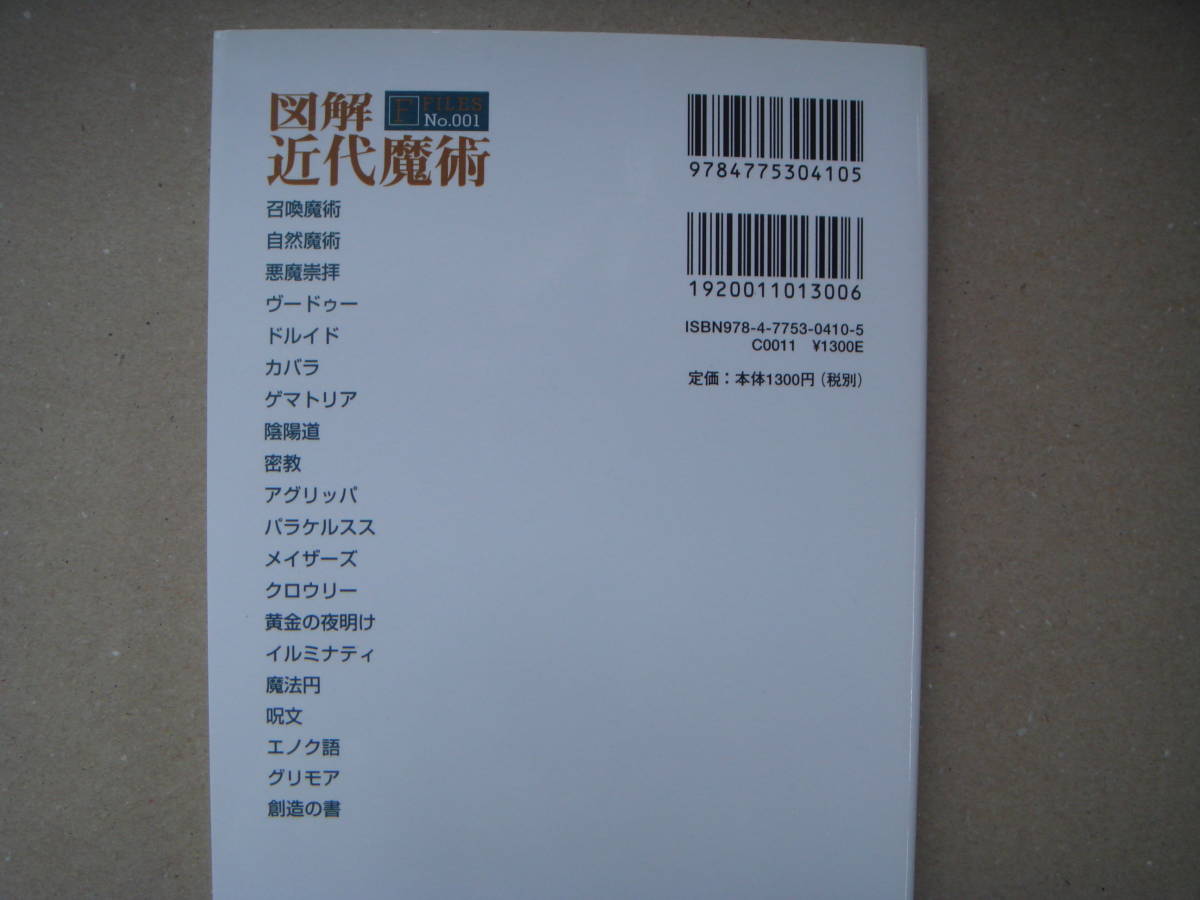 図解
F FILES
No.001
近代魔術
召喚魔術
自然魔術
悪魔崇拝
ヴードゥー
ドルイド
カバラ
ゲマトリア
陰陽道
密教
アグリッパ
パラケルスス
メイザーズ
クロウリー
黄金の夜明け
イルミナティ
魔法円
呪文
エノク語
グリモア
創造の書
9784775304105
1920011013006
ISBN978-4-7753-0410-5
C0011 ¥1300E
定価：本体1300円（税別）